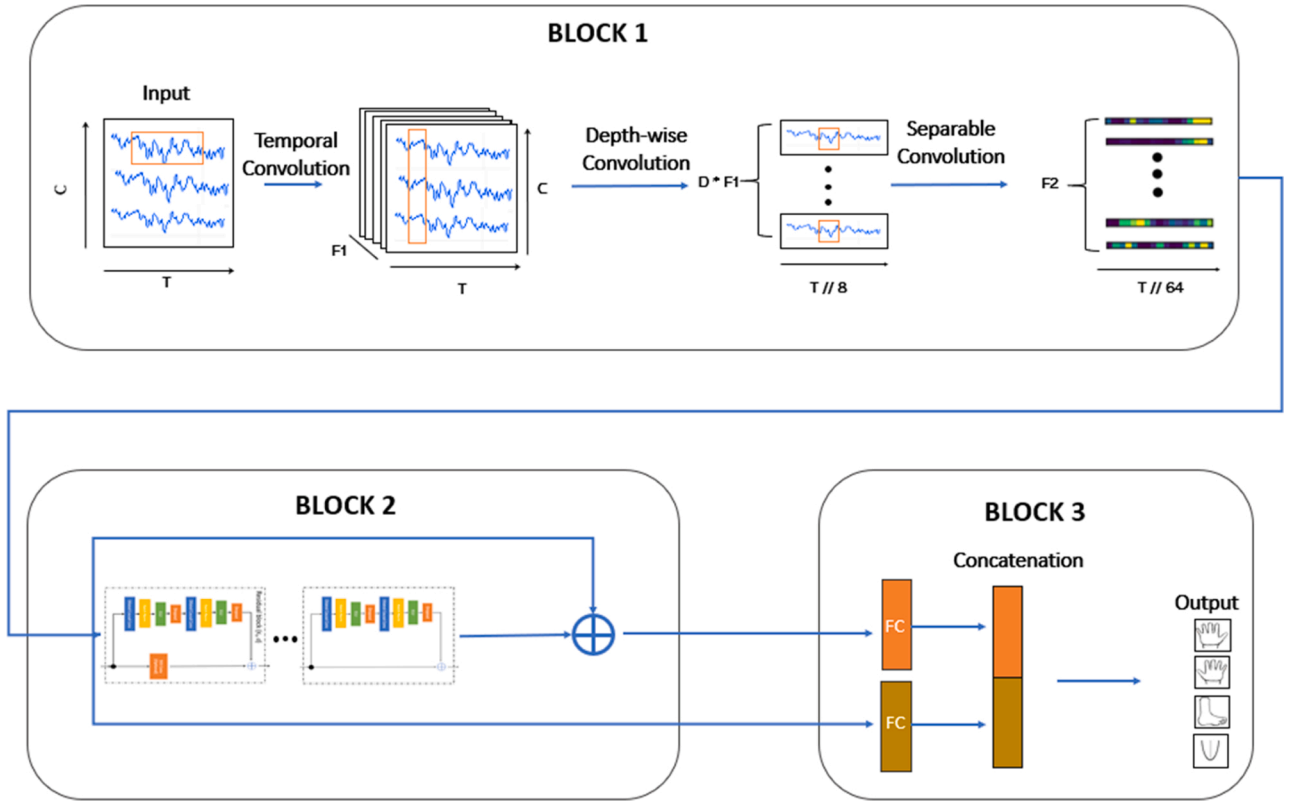 BLOCK 1
Input
Temporal
Convolution
Depth-wise
Convolution
Separable
Convolution
C
T
F1
C
T
D * F1
T // 8
F2
T // 64
BLOCK 2
BLOCK 3
Concatenation
Output
FC
FC